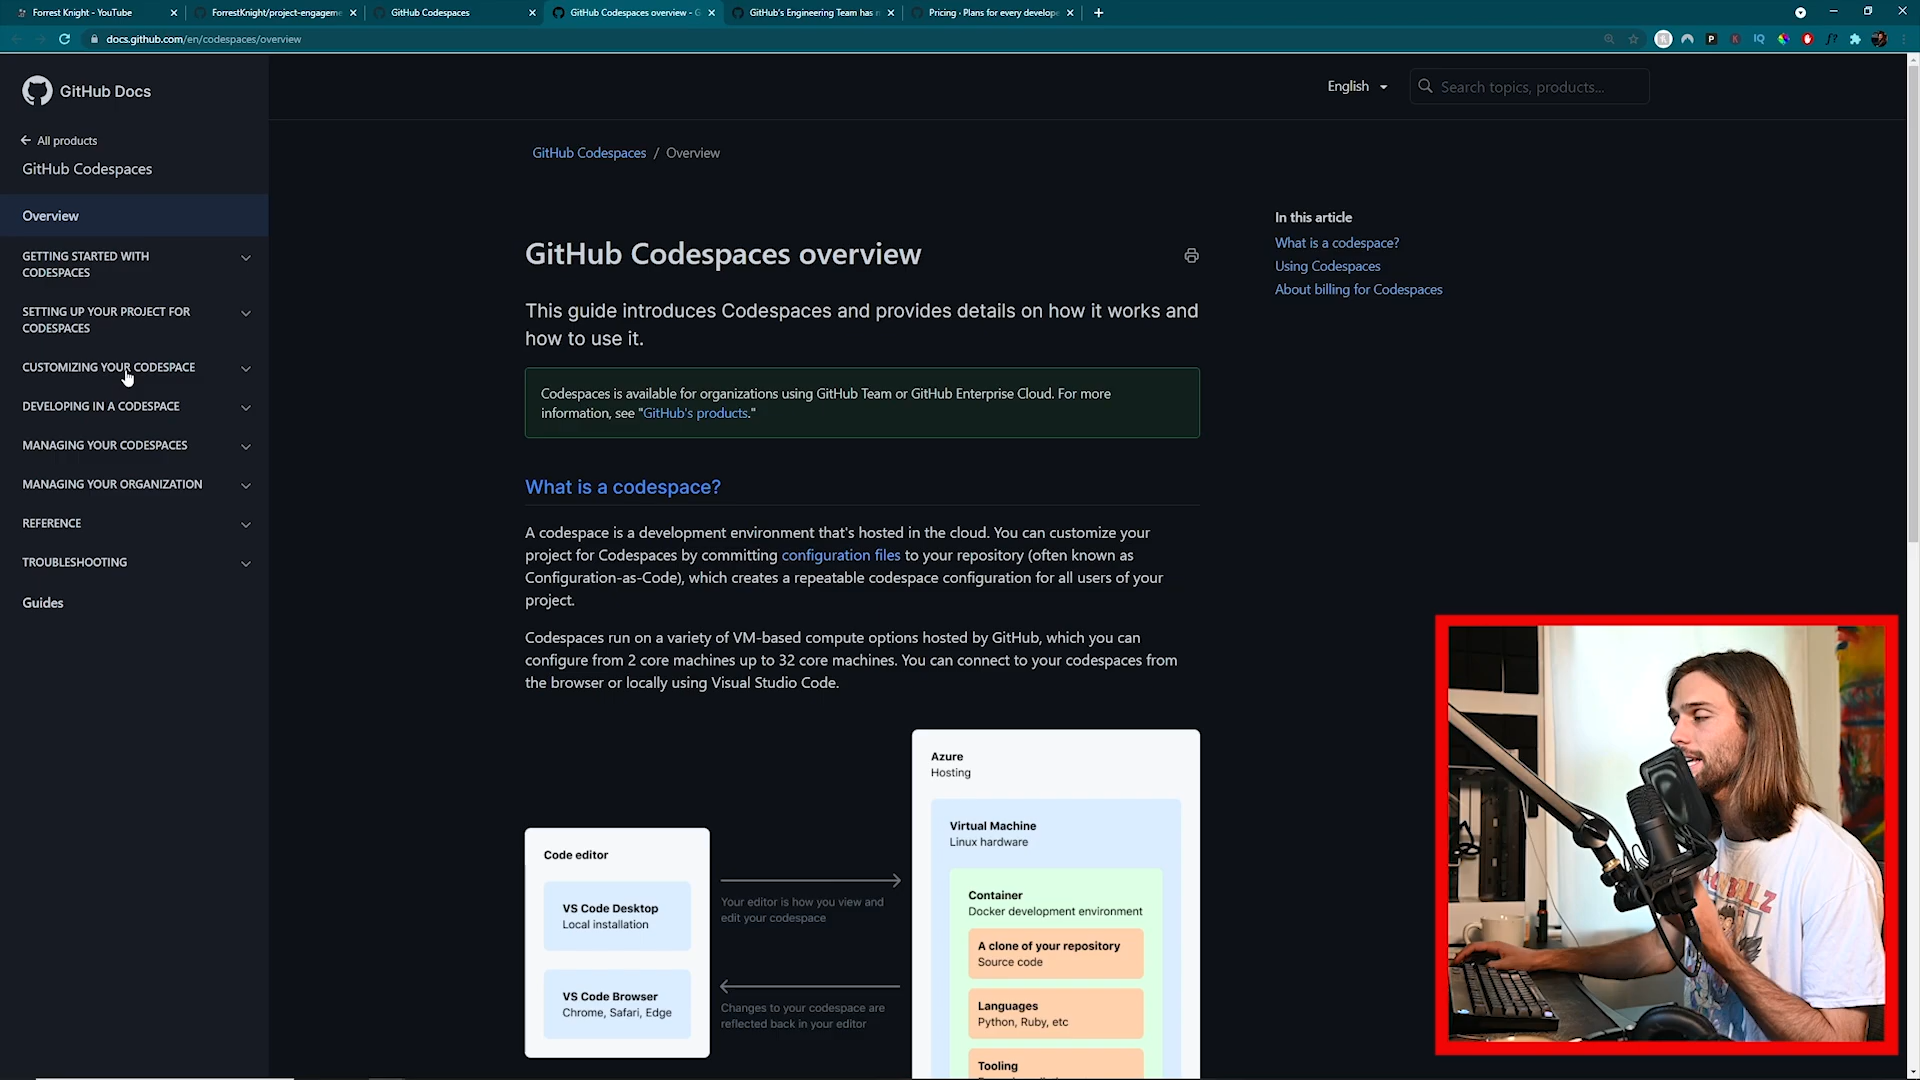 Forrest Knight - YouTube
ForrestKnight/project-engageme
GitHub Codespaces
GitHub Codespaces overview - G
GitHub's Engineering Team has
Pricing · Plans for every develope
docs.github.com/en/codespaces/overview
GitHub Docs
English
Search topics, products...
All products
GitHub Codespaces
Overview
GETTING STARTED WITH
CODESPACES
SETTING UP YOUR PROJECT FOR
CODESPACES
CUSTOMIZING YOUR CODESPACE
DEVELOPING IN A CODESPACE
MANAGING YOUR CODESPACES
MANAGING YOUR ORGANIZATION
REFERENCE
TROUBLESHOOTING
Guides
GitHub Codespaces / Overview
GitHub Codespaces overview
This guide introduces Codespaces and provides details on how it works and
how to use it.
Codespaces is available for organizations using GitHub Team or GitHub Enterprise Cloud. For more
information, see "GitHub's products."
What is a codespace?
A codespace is a development environment that's hosted in the cloud. You can customize your
project for Codespaces by committing configuration files to your repository (often known as
Configuration-as-Code), which creates a repeatable codespace configuration for all users of your
project.
Codespaces run on a variety of VM-based compute options hosted by GitHub, which you can
configure from 2 core machines up to 32 core machines. You can connect to your codespaces from
the browser or locally using Visual Studio Code.
Code editor
VS Code Desktop
Local installation
VS Code Browser
Chrome, Safari, Edge
Your editor is how you view and
edit your codespace
Changes to your codespace are
reflected back in your editor
Azure
Hosting
Virtual Machine
Linux hardware
Container
Docker development environment
A clone of your repository
Source code
Languages
Python, Ruby, etc
Tooling
In this article
What is a codespace?
Using Codespaces
About billing for Codespaces